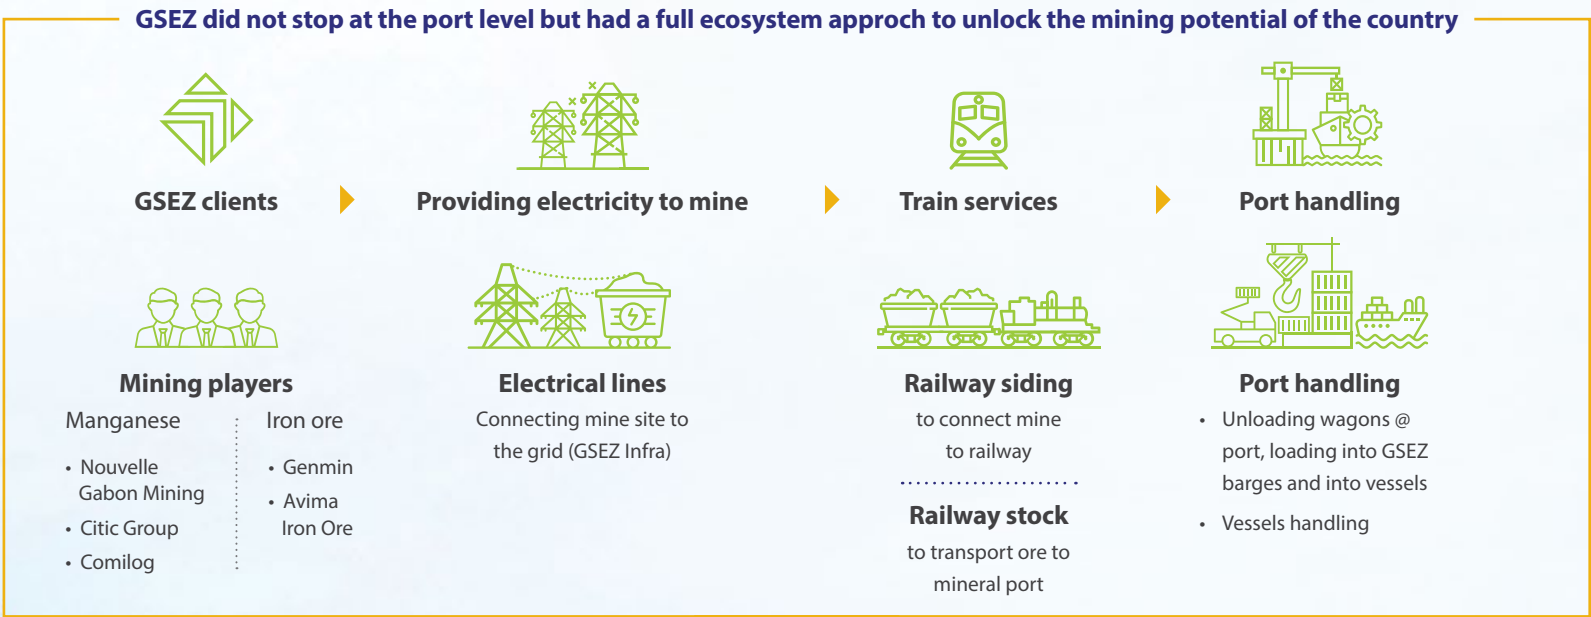 GSEZ did not stop at the port level but had a full ecosystem approch to unlock the mining potential of the country
GSEZ clients
Providing electricity to mine
Train services
Port handling
Mining players
Manganese
• Nouvelle
Gabon Mining
• Citic Group
• Comilog
Iron ore
• Genmin
• Avima
Iron Ore
Electrical lines
Connecting mine site to
the grid (GSEZ Infra)
Railway siding
to connect mine
to railway
Railway stock
to transport ore to
mineral port
Port handling
• Unloading wagons @
port, loading into GSEZ
barges and into vessels
• Vessels handling